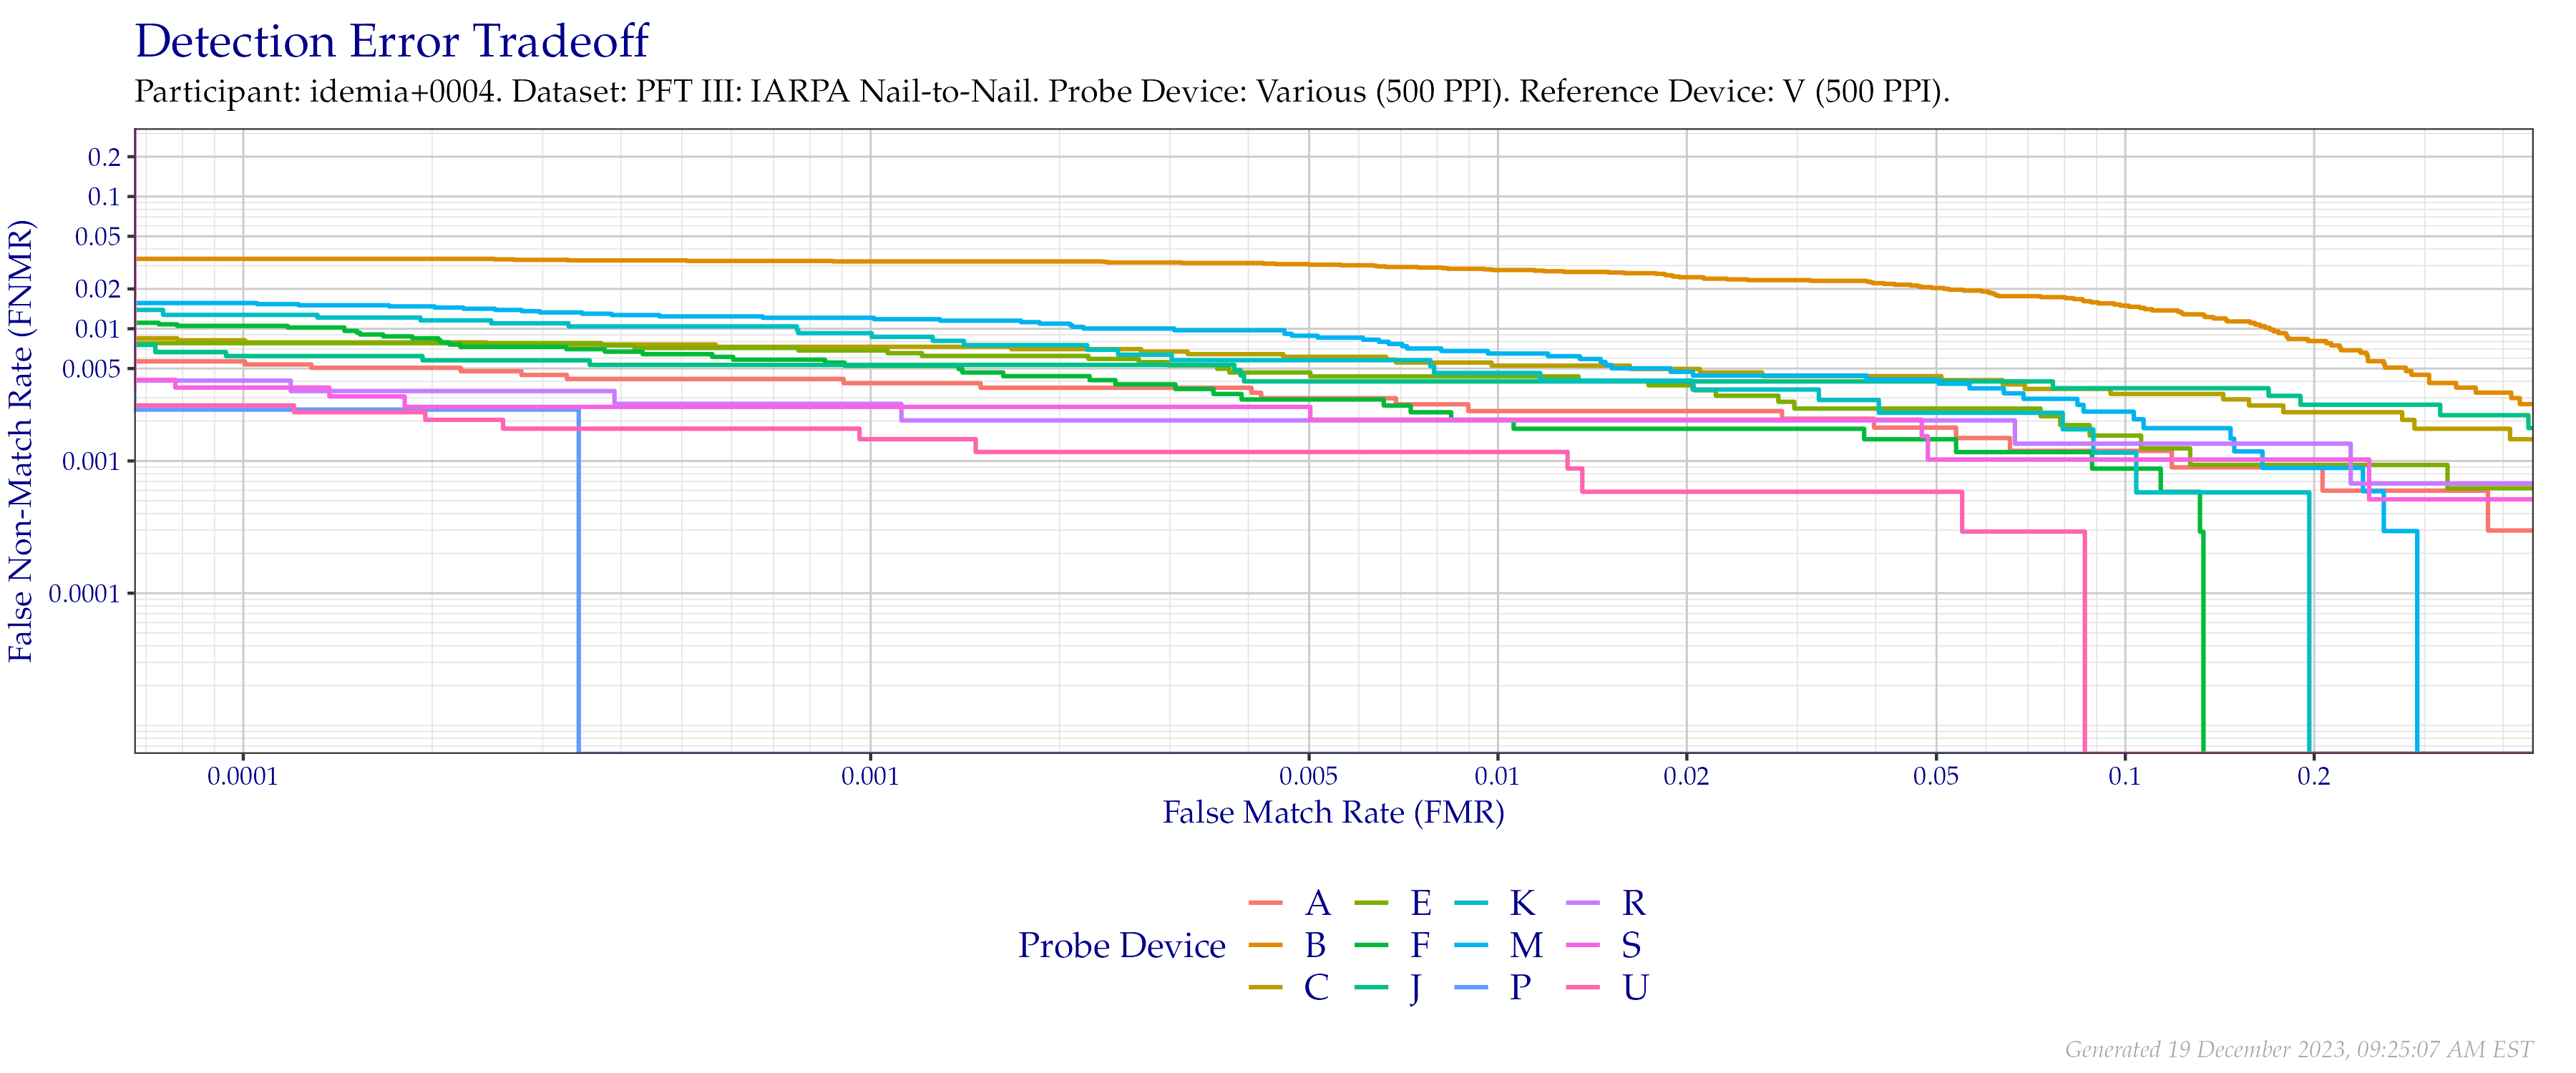 Detection Error Tradeoff
Participant: idemia+0004. Dataset: PFT III: IARPA Nail-to-Nail. Probe Device: Various (500 PPI). Reference Device: V (500 PPI).
False Non-Match Rate (FNMR)
0.2
0.1
0.05
0.02
0.01
0.005
0.001
0.0001
0.0001 0.001 0.005 0.01 0.02 0.05 0.1 0.2
False Match Rate (FMR)
A E K R
Probe Device B F M S
C J P U
Generated 19 December 2023, 09:25:07 AM EST